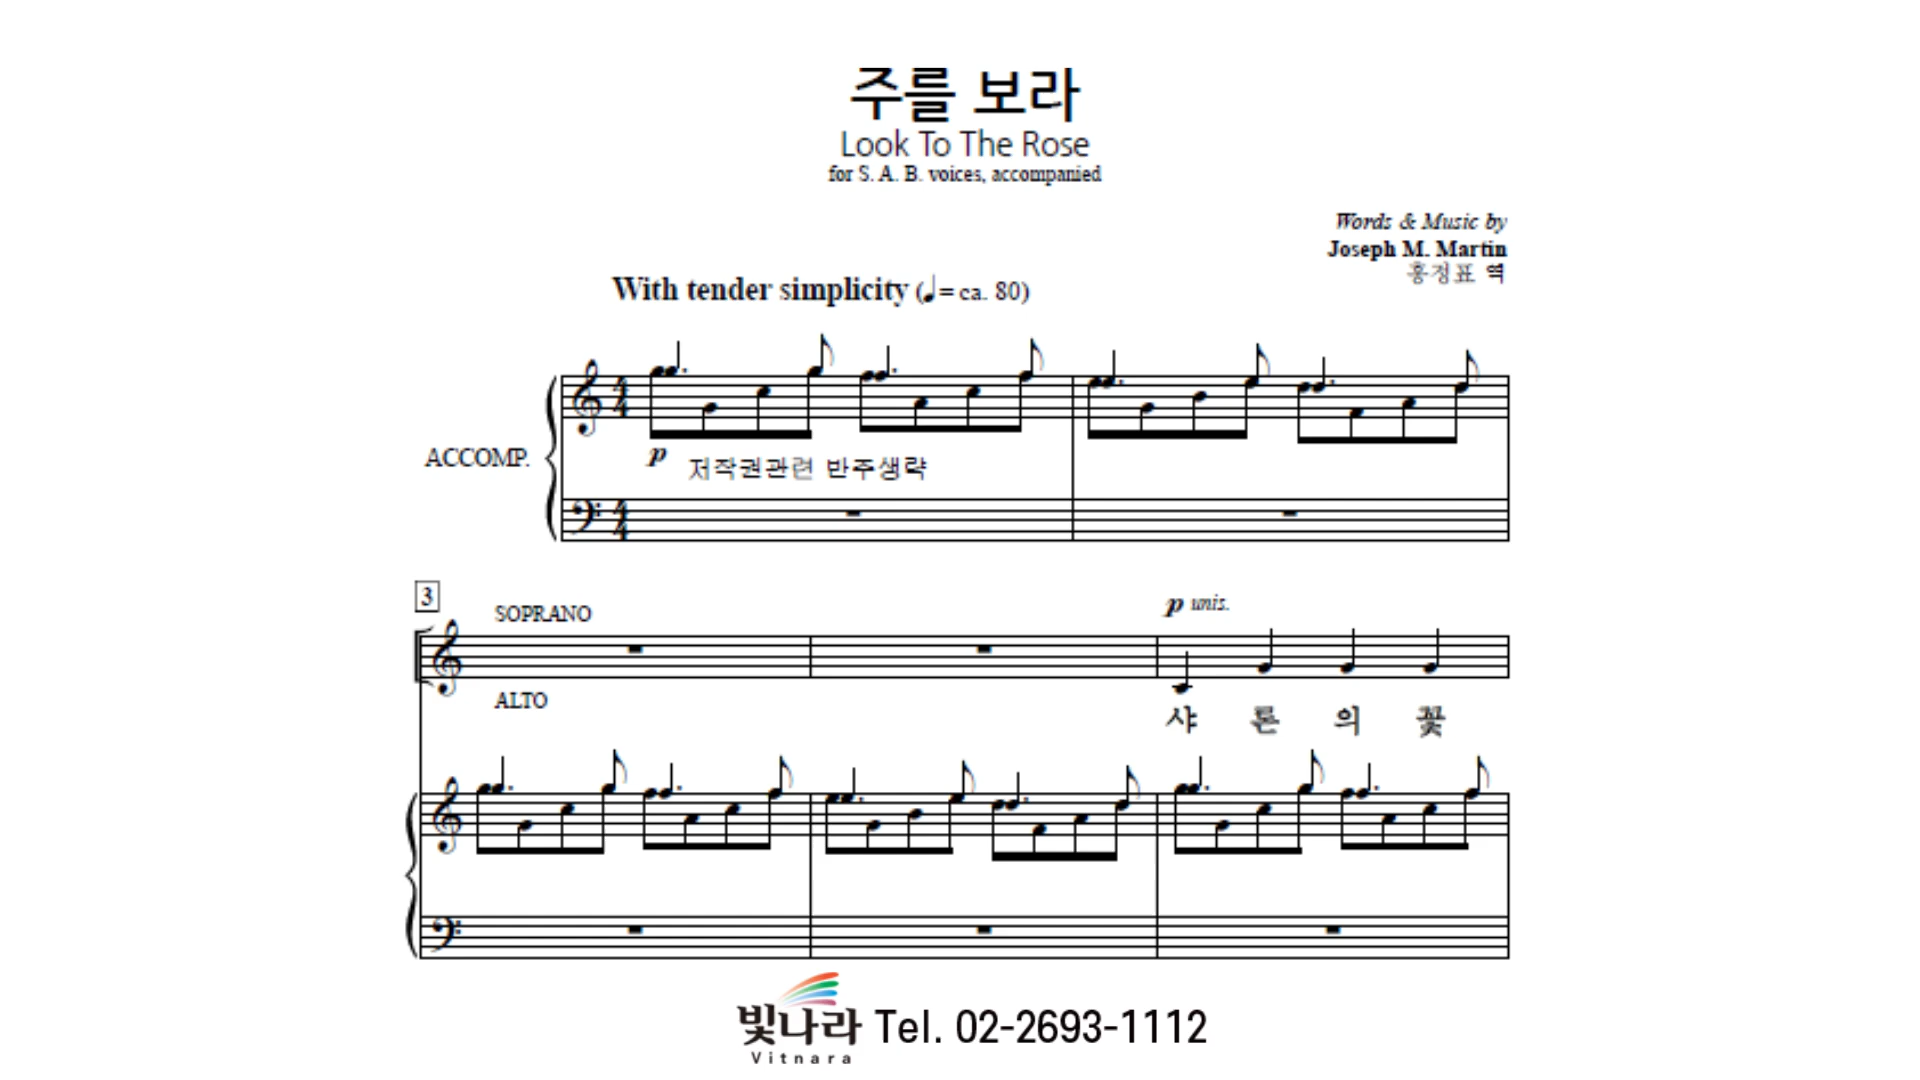 주를 보라
Look To The Rose
for S. A. B. voices, accompanied
Words & Music by
Joseph M. Martin
홍정표 역
With tender simplicity (♩= ca. 80)
ACCOMP.
p
저작권관련 반주생략
3
SOPRANO
p unis.
ALTO
샤 론 의 꽃
빛나라 Tel. 02-2693-1112
Vitnara